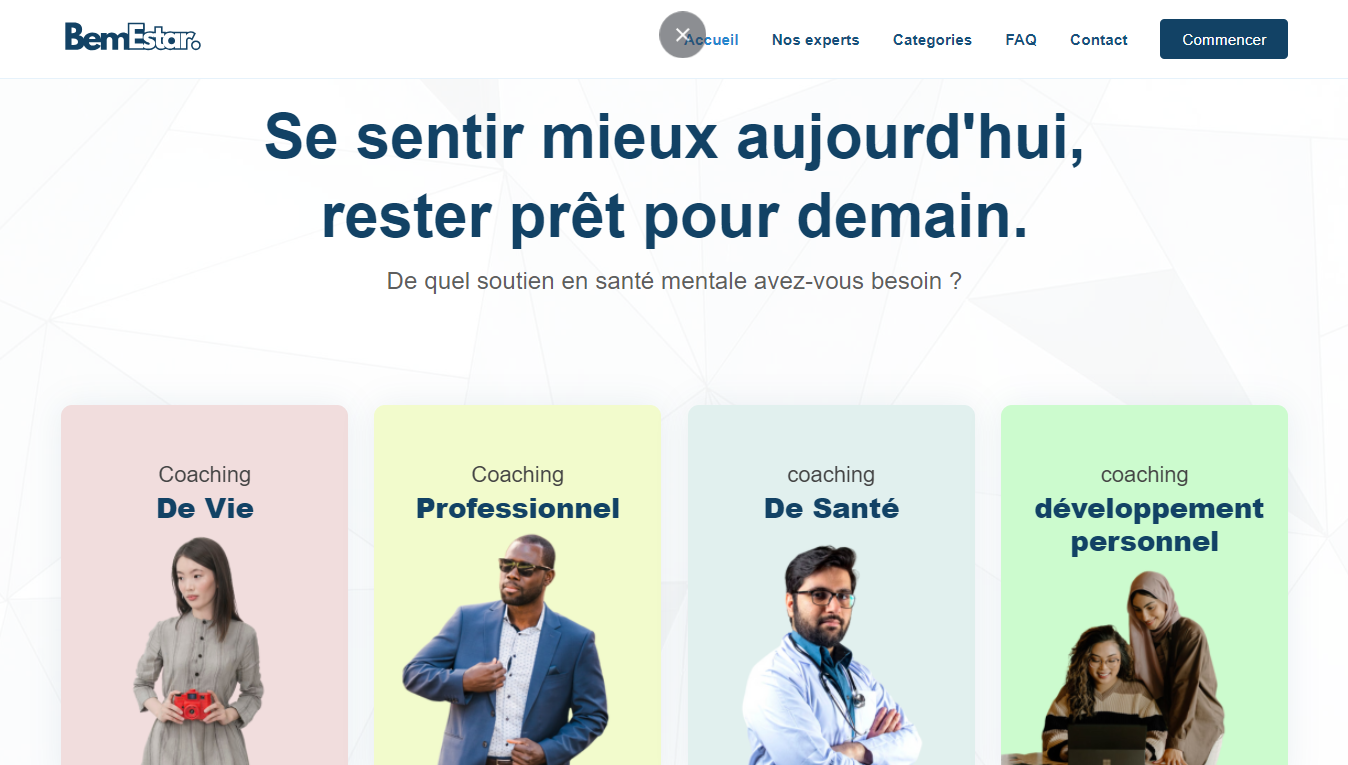 BemEstar.
Accueil Nos experts Categories FAQ Contact Commencer
Se sentir mieux aujourd'hui,
rester prêt pour demain.
De quel soutien en santé mentale avez-vous besoin ?
Coaching
De Vie
Coaching
Professionnel
coaching
De Santé
coaching
développement
personnel